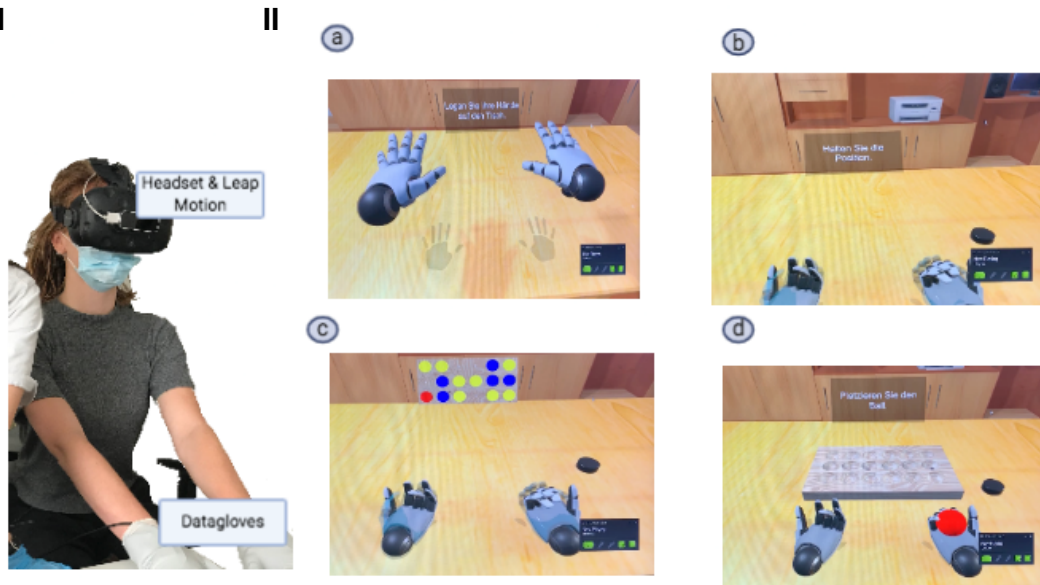 I
II
a
b
Headset & Leap
Motion
Legen Sie Ihre Hände
auf den Tisch.
Halten Sie die
Position.
c
d
Platzieren Sie den
Ball
Datagloves